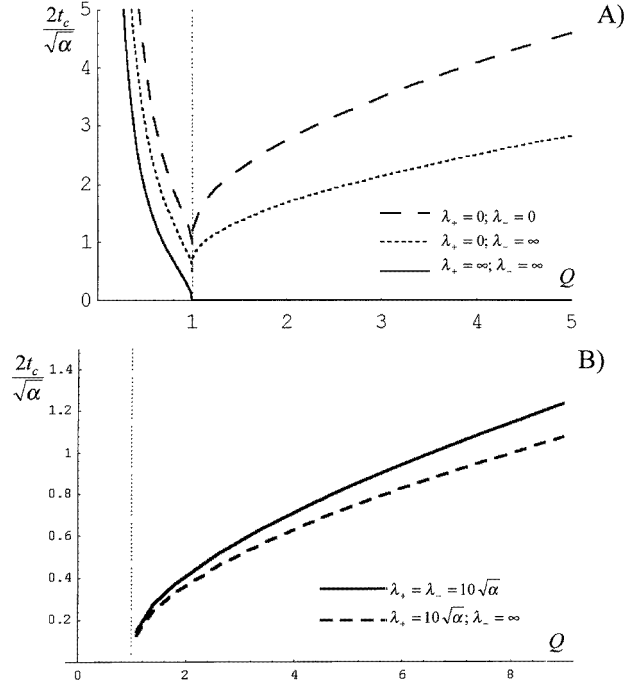 A)
2t_c/√α
5
4
3
2
1
0
λ₊ = 0; λ₋ = 0
λ₊ = 0; λ₋ = ∞
λ₊ = ∞; λ₋ = ∞
Q
1 2 3 4 5
B)
2t_c/√α
1.4
1.2
1
0.8
0.6
0.4
0.2
λ₊ = λ₋ = 10√α
λ₊ = 10√α; λ₋ = ∞
Q
0 2 4 6 8